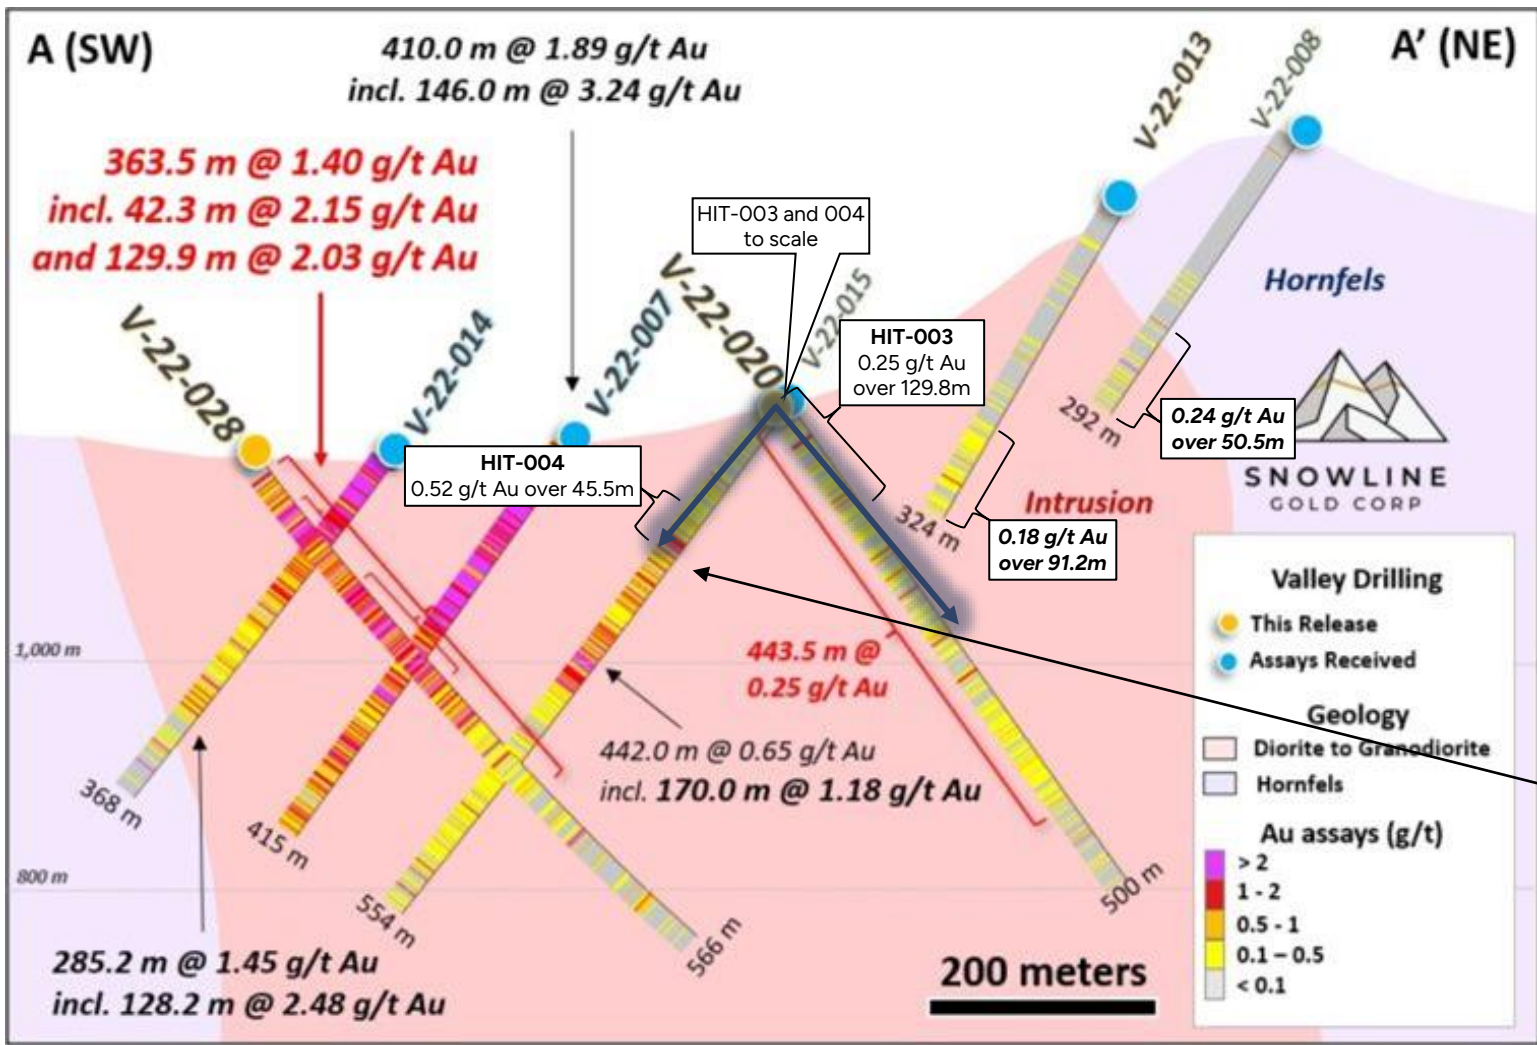 A (SW)
A' (NE)
410.0 m @ 1.89 g/t Au
incl. 146.0 m @ 3.24 g/t Au
363.5 m @ 1.40 g/t Au
incl. 42.3 m @ 2.15 g/t Au
and 129.9 m @ 2.03 g/t Au
V-22-028
V-22-014
V-22-007
V-22-020
V-22-015
V-22-013
V-22-008
HIT-003 and 004
to scale
HIT-003
0.25 g/t Au
over 129.8m
HIT-004
0.52 g/t Au over 45.5m
Hornfels
292 m
0.24 g/t Au
over 50.5m
324 m
Intrusion
0.18 g/t Au
over 91.2m
SNOWLINE
GOLD CORP
1,000 m
443.5 m @
0.25 g/t Au
442.0 m @ 0.65 g/t Au
incl. 170.0 m @ 1.18 g/t Au
368 m
415 m
800 m
554 m
566 m
500 m
285.2 m @ 1.45 g/t Au
incl. 128.2 m @ 2.48 g/t Au
200 meters
Valley Drilling
This Release
Assays Received
Geology
Diorite to Granodiorite
Hornfels
Au assays (g/t)
> 2
1 - 2
0.5 - 1
0.1 – 0.5
< 0.1